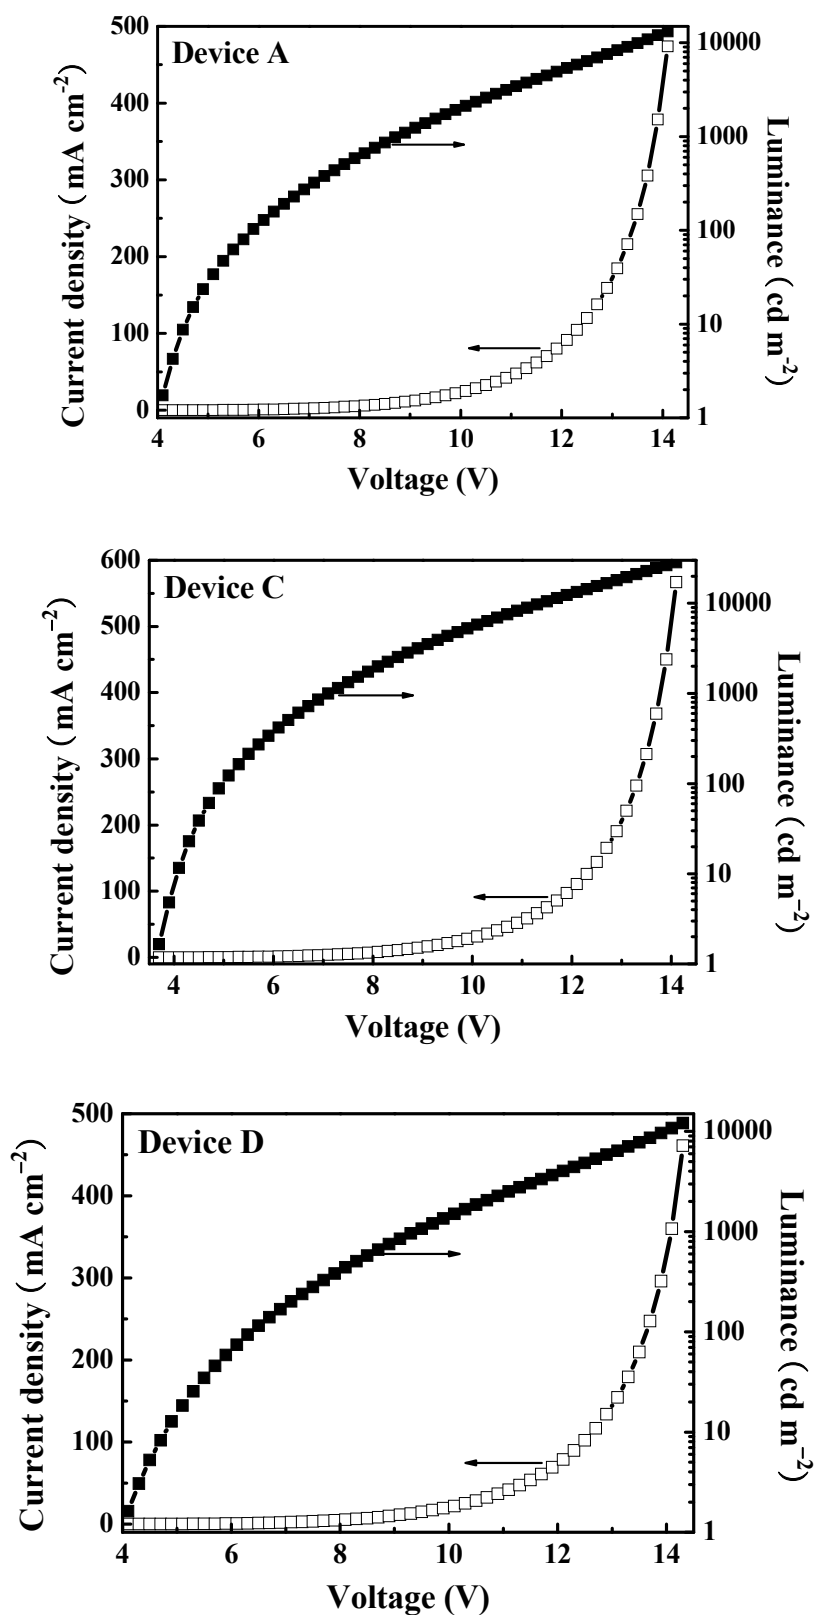 Device A
Current density ( mA cm-2)
500
400
300
200
100
0
10000
1000
100
10
1
Luminance ( cd m-2)
4 6 8 10 12 14
Voltage (V)
Device C
Current density ( mA cm−2)
600
500
400
300
200
100
0
10000
1000
100
10
1
Luminance ( cd m−2)
4 6 8 10 12 14
Voltage (V)
Device D
Current density ( mA cm−2)
500
400
300
200
100
0
10000
1000
100
10
1
Luminance ( cd m−2)
4 6 8 10 12 14
Voltage (V)